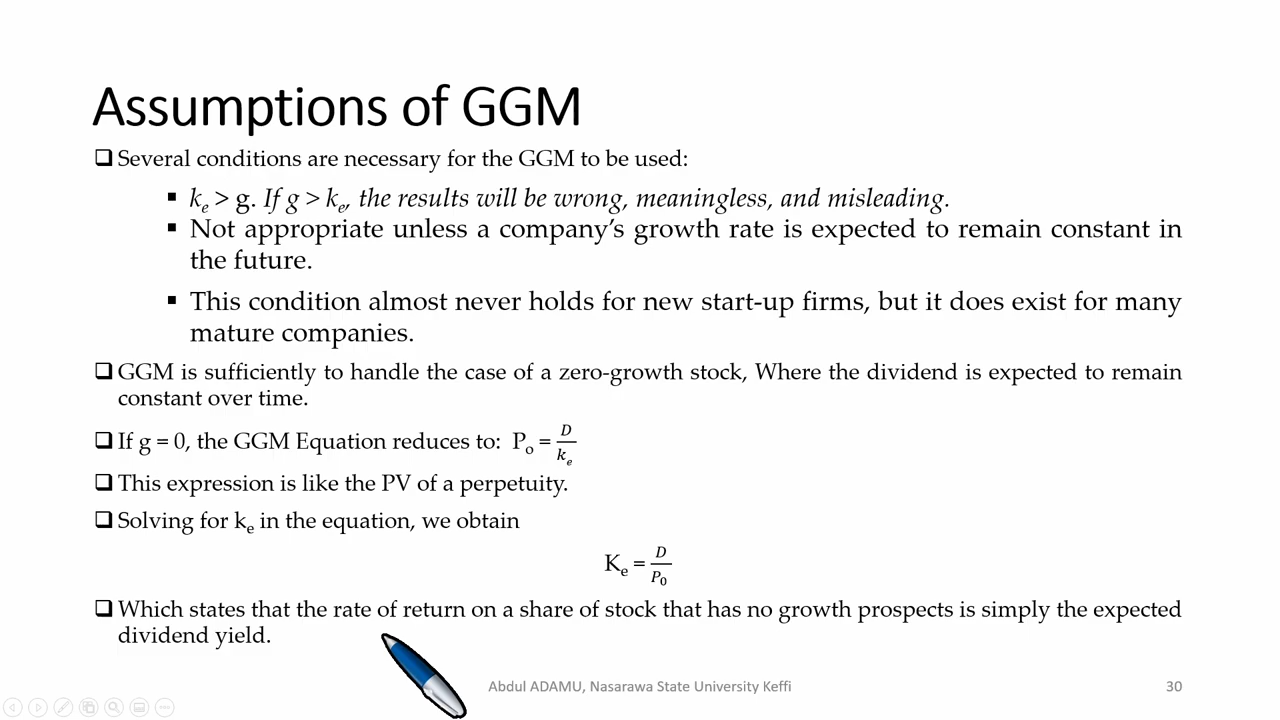 Assumptions of GGM
❑ Several conditions are necessary for the GGM to be used:
▪ kₑ > g. If g > kₑ, the results will be wrong, meaningless, and misleading.
▪ Not appropriate unless a company’s growth rate is expected to remain constant in
the future.
▪ This condition almost never holds for new start-up firms, but it does exist for many
mature companies.
❑ GGM is sufficiently to handle the case of a zero-growth stock, Where the dividend is expected to remain
constant over time.
❑ If g = 0, the GGM Equation reduces to: Pₒ = D/kₑ
❑ This expression is like the PV of a perpetuity.
❑ Solving for kₑ in the equation, we obtain
Kₑ = D/P₀
❑ Which states that the rate of return on a share of stock that has no growth prospects is simply the expected
dividend yield.
Abdul ADAMU, Nasarawa State University Keffi
30